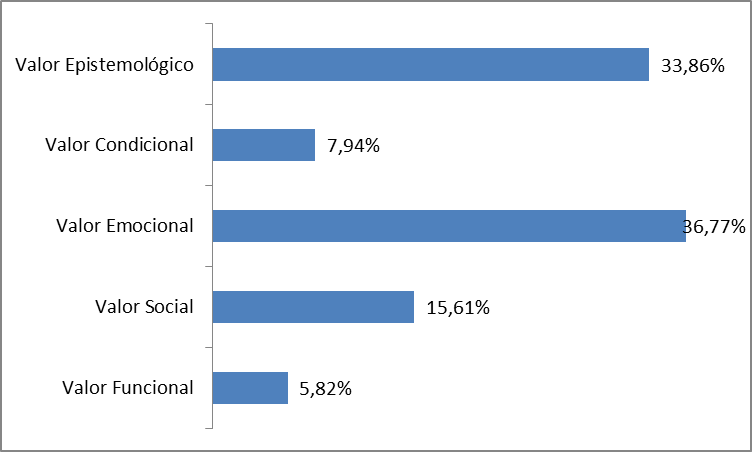 Valor Epistemológico 33,86%
Valor Condicional 7,94%
Valor Emocional 36,77%
Valor Social 15,61%
Valor Funcional 5,82%